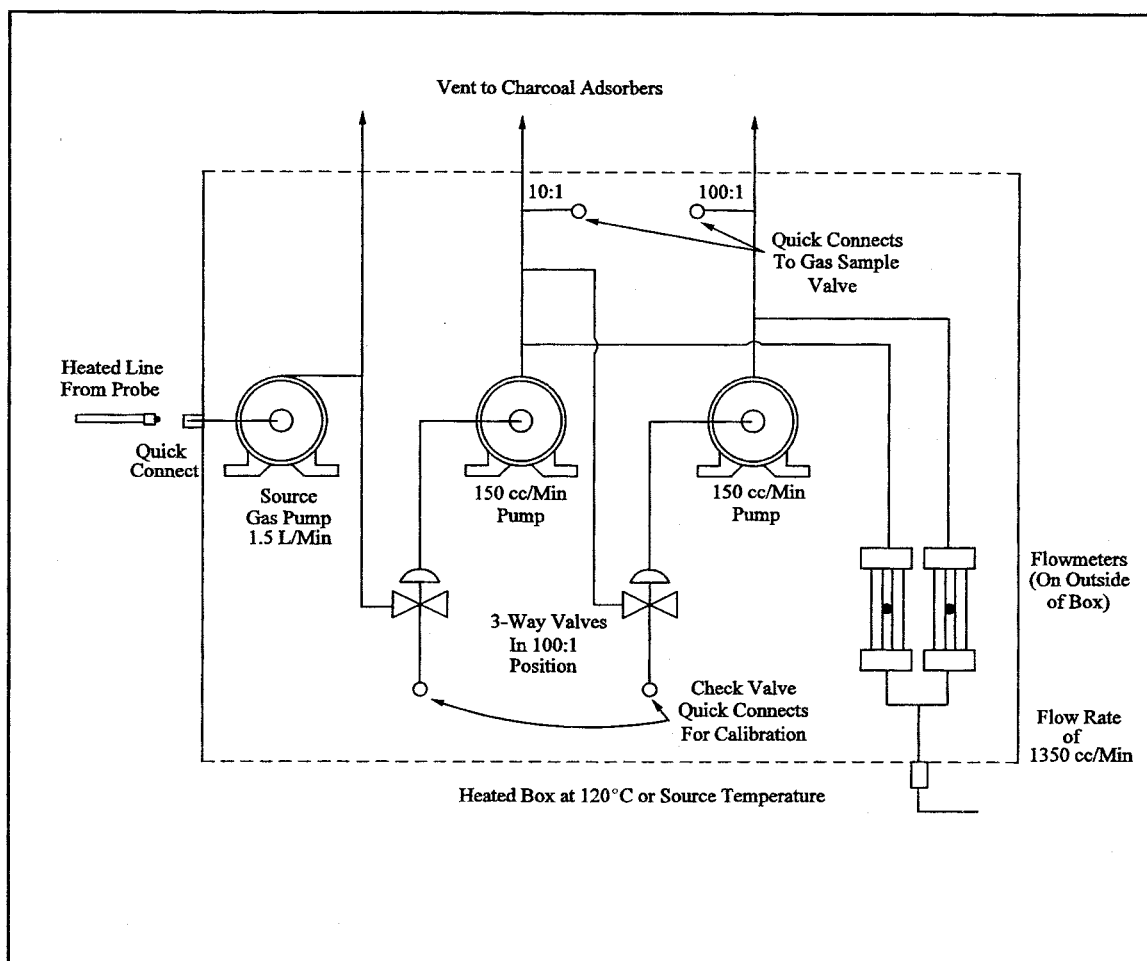 Vent to Charcoal Adsorbers
10:1
100:1
Quick Connects
To Gas Sample
Valve
Heated Line
From Probe
Quick
Connect
Source
Gas Pump
1.5 L/Min
150 cc/Min
Pump
150 cc/Min
Pump
3-Way Valves
In 100:1
Position
Flowmeters
(On Outside
of Box)
Check Valve
Quick Connects
For Calibration
Flow Rate
of
1350 cc/Min
Heated Box at 120°C or Source Temperature